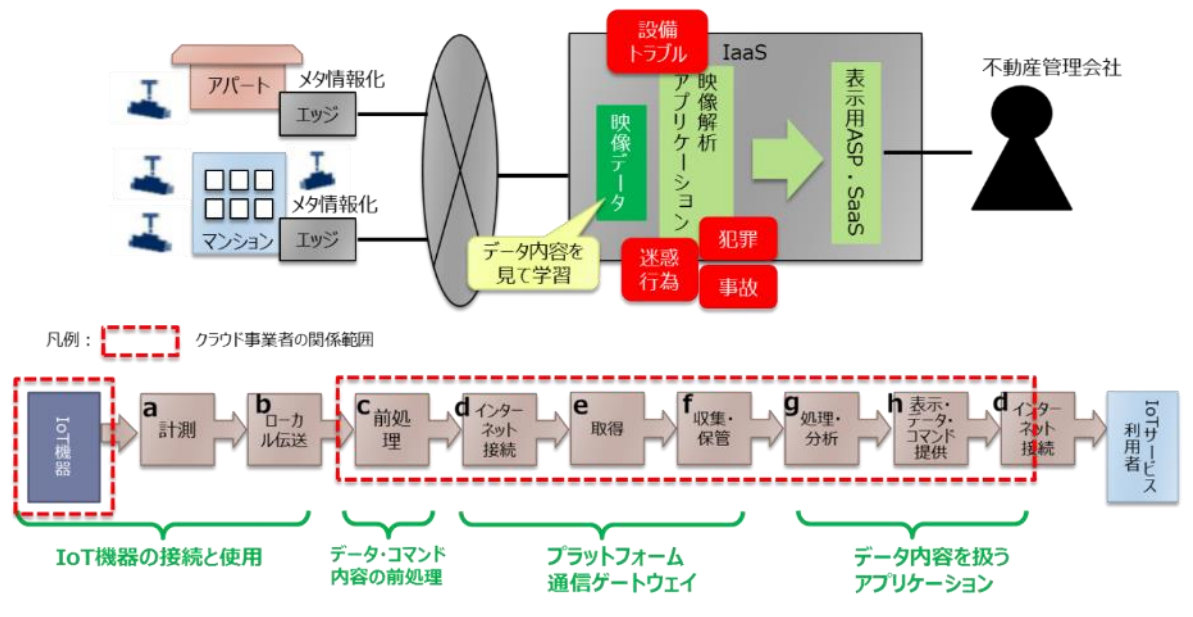 設備
トラブル
IaaS
アパート
メタ情報化
エッジ
マンション
メタ情報化
エッジ
映像データ
映像解析
アプリケーション
表示用ASP・SaaS
不動産管理会社
データ内容を
見て学習
迷惑
行為
犯罪
事故
凡例：
クラウド事業者の関係範囲
IoT機器
a
計測
b
ローカ
ル伝送
c
前処
理
d
インター
ネット
接続
e
取得
f
収集・
保管
g
処理・
分析
h
表示・
データ・
コマンド
提供
d
インター
ネット
接続
IoTサービス
利用者
IoT機器の接続と使用
データ・コマンド
内容の前処理
プラットフォーム
通信ゲートウェイ
データ内容を扱う
アプリケーション